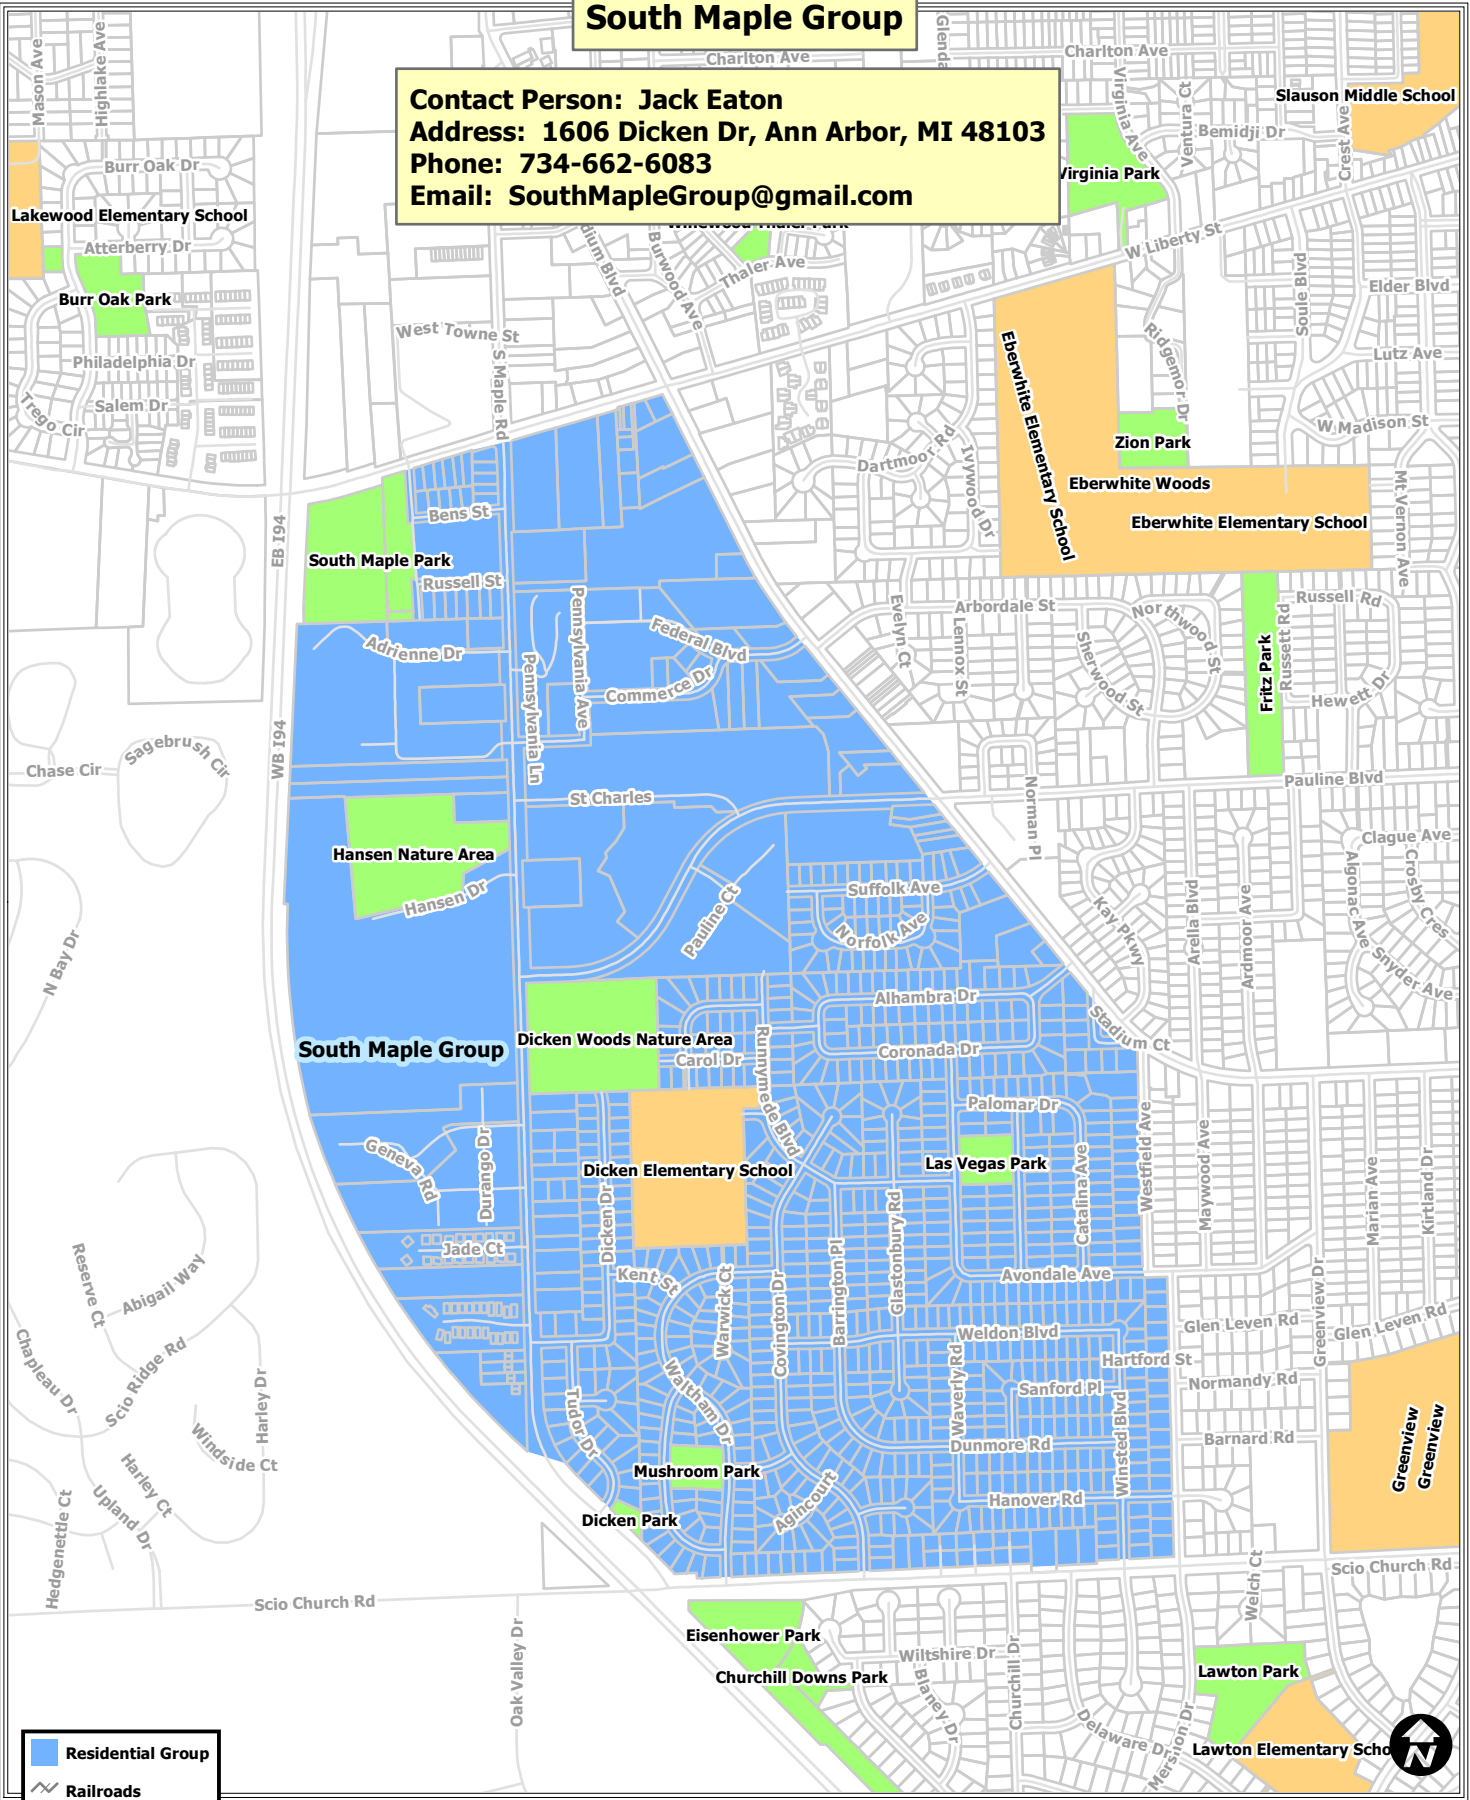 South Maple Group
Contact Person: Jack Eaton
Address: 1606 Dicken Dr, Ann Arbor, MI 48103
Phone: 734-662-6083
Email: SouthMapleGroup@gmail.com
Mason Ave
Highlake Ave
Charlton Ave
Charlton Ave
Virginia Ave
Ventura Ct
Slauson Middle School
Bemidji Dr
Crest Ave
Burr Oak Dr
Virginia Park
Lakewood Elementary School
Atterberry Dr
Burwood Ave
Thaler Ave
W Liberty St
Burr Oak Park
Soule Blvd
Elder Blvd
West Towne St
S Maple Rd
Ridgemor Dr
Philadelphia Dr
Lutz Ave
Salem Dr
Trego Cir
Eberwhite Elementary School
Zion Park
W Madison St
Dartmoor Rd
Ivywood Dr
Eberwhite Woods
Eberwhite Elementary School
Mt Vernon Ave
Bens St
EB I94
South Maple Park
Russell St
Pennsylvania Ave
Evelyn Ct
Arbordale St
Lennox St
Northwood St
Sherwood St
Russell Rd
Russett Rd
Fritz Park
Adrienne Dr
Federal Blvd
Commerce Dr
Pennsylvania Ln
Hewett Dr
WB I94
Sagebrush Cir
Chase Cir
St Charles
Norman Pl
Pauline Blvd
Hansen Nature Area
Clague Ave
Algonac Ave
Crosby Cres
Hansen Dr
Pauline Ct
Suffolk Ave
Norfolk Ave
Kay Pkwy
Arella Blvd
Ardmoor Ave
Snyder Ave
N Bay Dr
Alhambra Dr
South Maple Group
Dicken Woods Nature Area
Carol Dr
Runnymede Blvd
Coronada Dr
Stadium Ct
Palomar Dr
Westfield Ave
Maywood Ave
Geneva Rd
Durango Dr
Dicken Elementary School
Las Vegas Park
Catalina Ave
Marian Ave
Kirtland Dr
Dicken Dr
Jade Ct
Kent St
Warwick Ct
Covington Dr
Barrington Pl
Glastonbury Rd
Avondale Ave
Reserve Ct
Abigail Way
Greenview Dr
Weldon Blvd
Glen Leven Rd
Glen Leven Rd
Chapleau Dr
Scio Ridge Rd
Harley Dr
Waltham Dr
Waverly Rd
Hartford St
Sanford Pl
Normandy Rd
Winsted Blvd
Tudor Dr
Windside Ct
Dunmore Rd
Barnard Rd
Greenview
Greenview
Harley Ct
Upland Dr
Hedgenettle Ct
Mushroom Park
Agincourt
Hanover Rd
Dicken Park
Scio Church Rd
Welch Ct
Scio Church Rd
Oak Valley Dr
Eisenhower Park
Wiltshire Dr
Churchill Dr
Churchill Downs Park
Blaney Dr
Lawton Park
Delaware Dr
Mershon Dr
Lawton Elementary Scho
N
Residential Group
Railroads